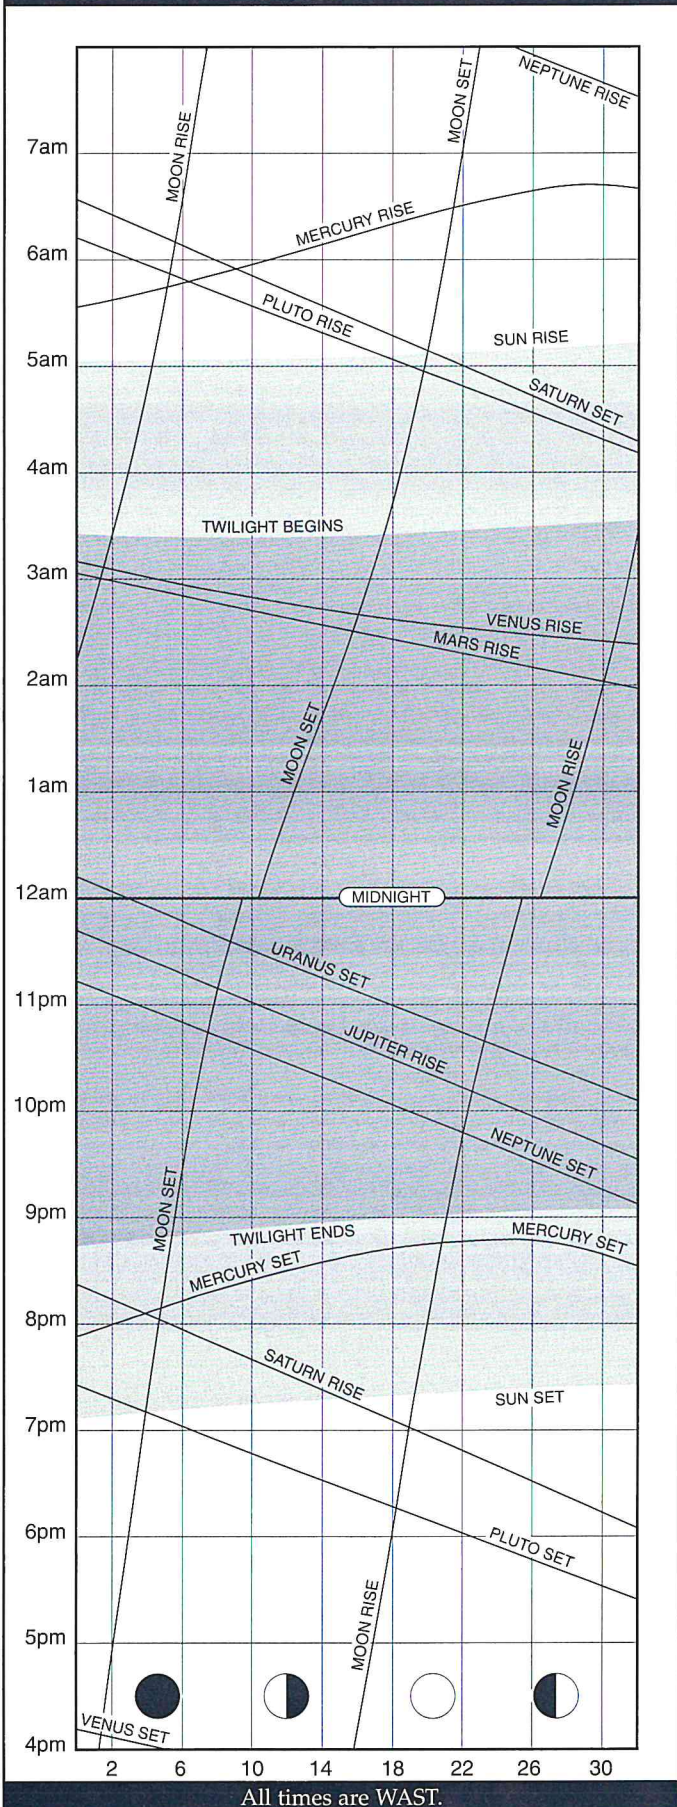 NEPTUNE RISE
MOON SET
MOON RISE
7am
MERCURY RISE
6am
PLUTO RISE
SUN RISE
5am
SATURN SET
4am
TWILIGHT BEGINS
3am
VENUS RISE
MARS RISE
2am
MOON SET
MOON RISE
1am
12am
MIDNIGHT
URANUS SET
11pm
JUPITER RISE
10pm
NEPTUNE SET
MOON SET
9pm
TWILIGHT ENDS
MERCURY SET
MERCURY SET
8pm
SATURN RISE
SUN SET
7pm
6pm
PLUTO SET
MOON RISE
5pm
VENUS SET
4pm
2 6 10 14 18 22 26 30
All times are WAST.